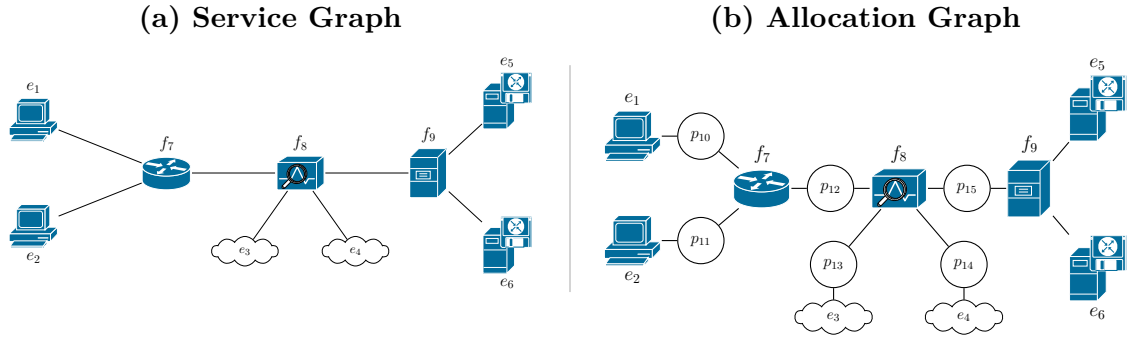 (a) Service Graph
e₁
e₂
f₇
f₈
f₉
e₃
e₄
e₅
e₆
(b) Allocation Graph
e₁
e₂
p₁₀
p₁₁
f₇
p₁₂
f₈
p₁₅
f₉
p₁₃
p₁₄
e₃
e₄
e₅
e₆